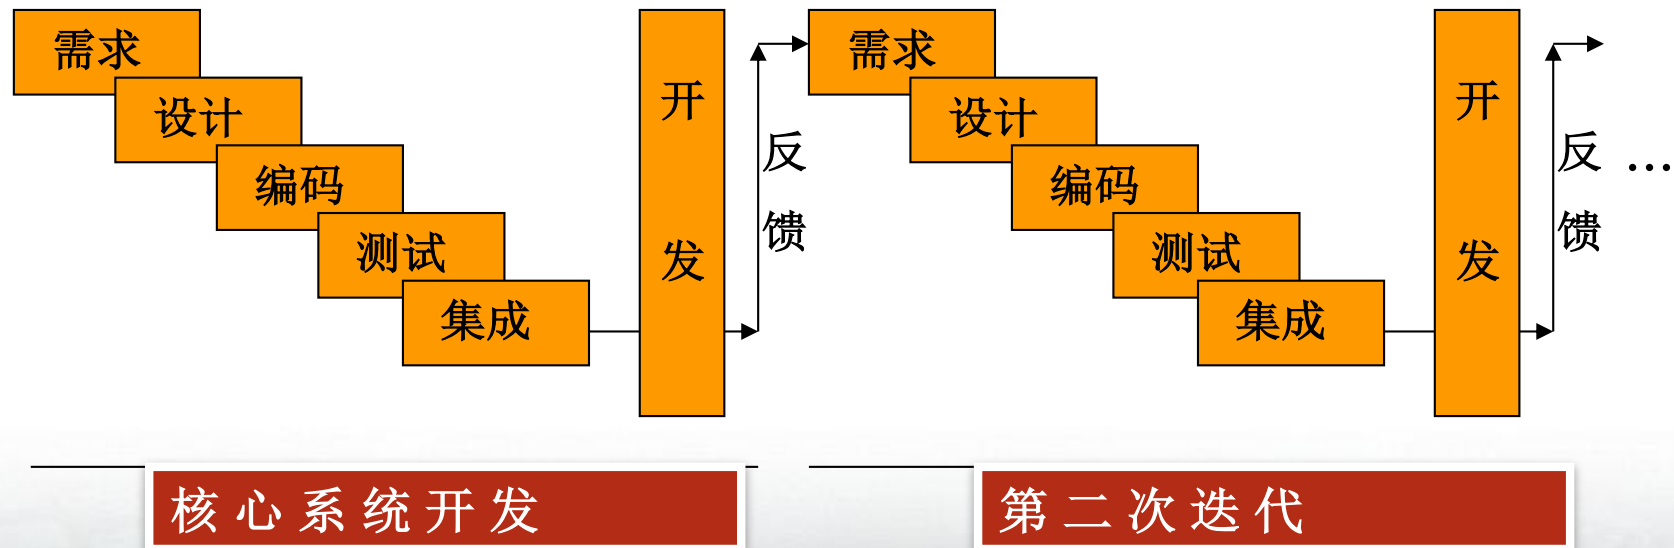 需求
设计
编码
测试
集成
开发
反馈
需求
设计
编码
测试
集成
开发
反馈
…
核心系统开发
第二次迭代